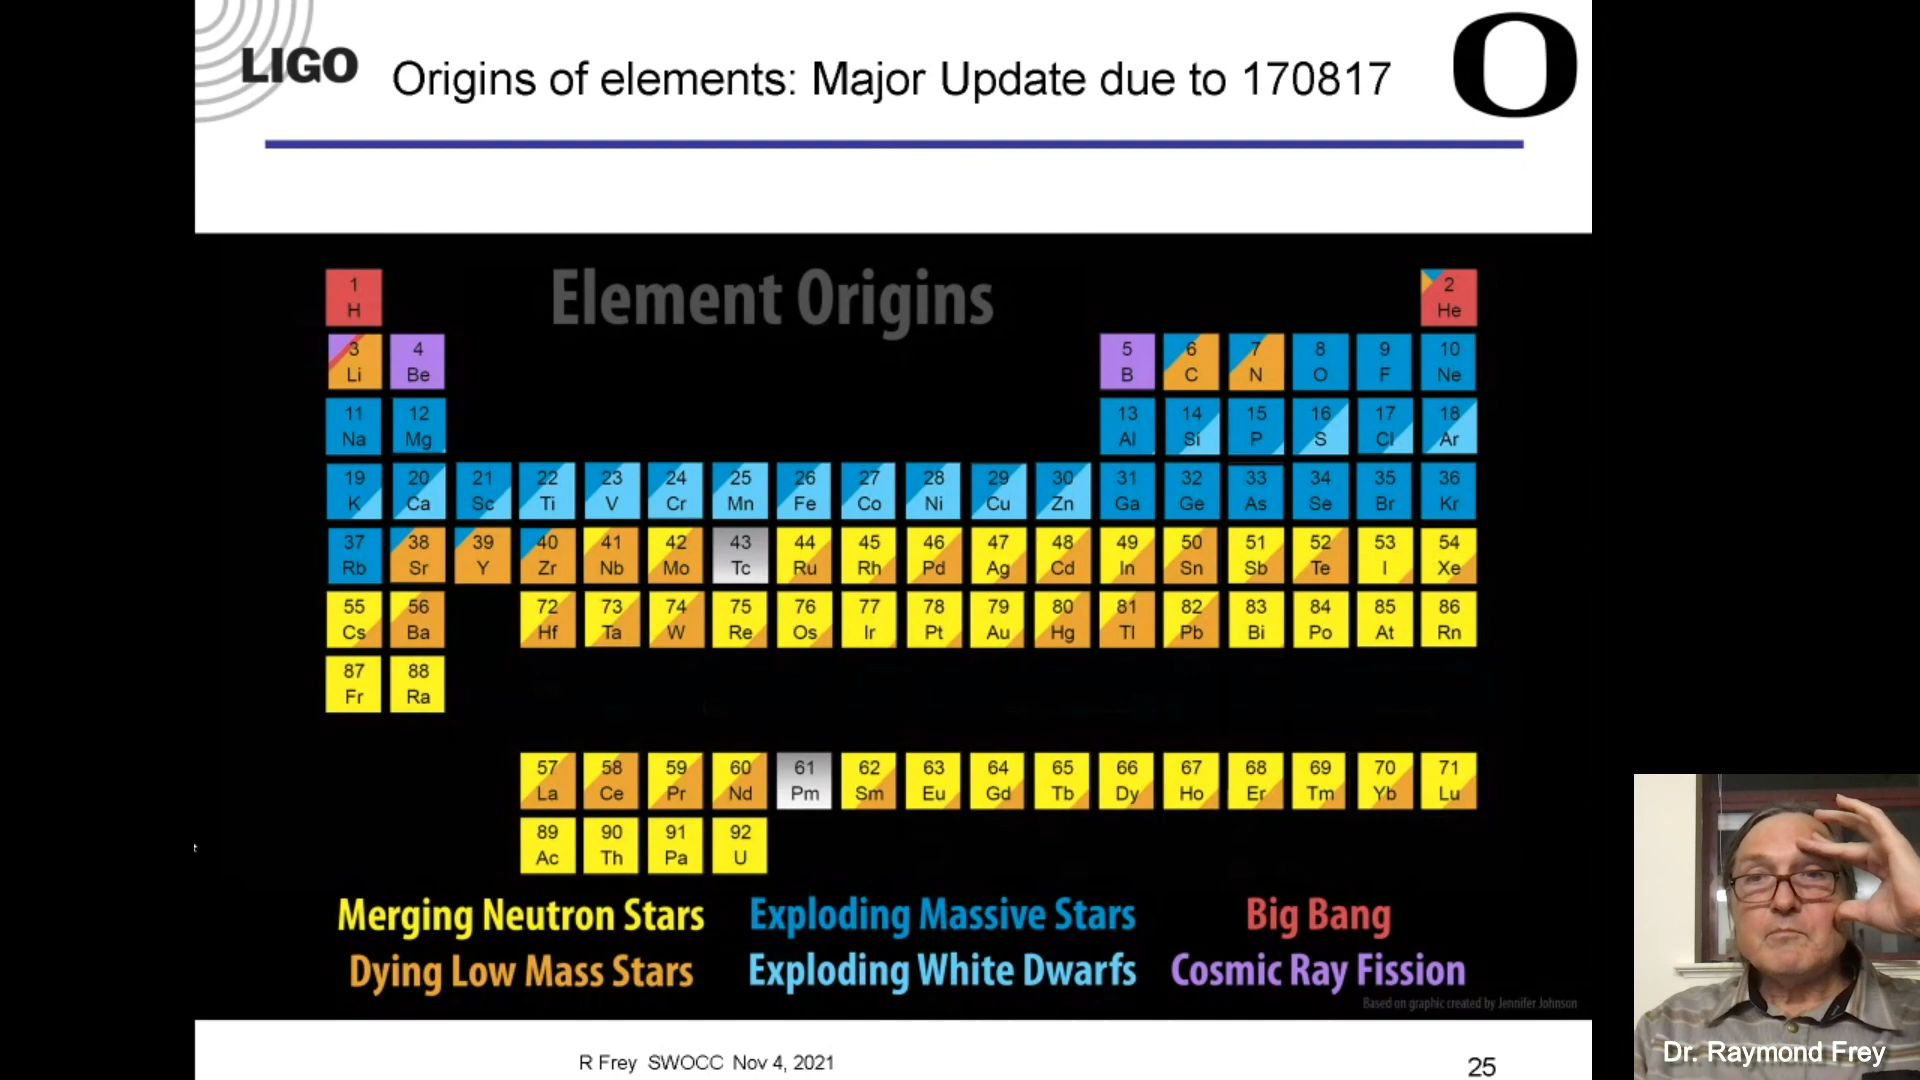 LIGO
Origins of elements: Major Update due to 170817
O
Element Origins
1 2
H He
3 4 5 6 7 8 9 10
Li Be B C N O F Ne
11 12 13 14 15 16 17 18
Na Mg Al Si P S Cl Ar
19 20 21 22 23 24 25 26 27 28 29 30 31 32 33 34 35 36
K Ca Sc Ti V Cr Mn Fe Co Ni Cu Zn Ga Ge As Se Br Kr
37 38 39 40 41 42 43 44 45 46 47 48 49 50 51 52 53 54
Rb Sr Y Zr Nb Mo Tc Ru Rh Pd Ag Cd In Sn Sb Te I Xe
55 56 72 73 74 75 76 77 78 79 80 81 82 83 84 85 86
Cs Ba Hf Ta W Re Os Ir Pt Au Hg Tl Pb Bi Po At Rn
87 88
Fr Ra
57 58 59 60 61 62 63 64 65 66 67 68 69 70 71
La Ce Pr Nd Pm Sm Eu Gd Tb Dy Ho Er Tm Yb Lu
89 90 91 92
Ac Th Pa U
Merging Neutron Stars Exploding Massive Stars Big Bang
Dying Low Mass Stars Exploding White Dwarfs Cosmic Ray Fission
Based on graphic created by Jennifer Johnson
R Frey SWOCC Nov 4, 2021
25
Dr. Raymond Frey